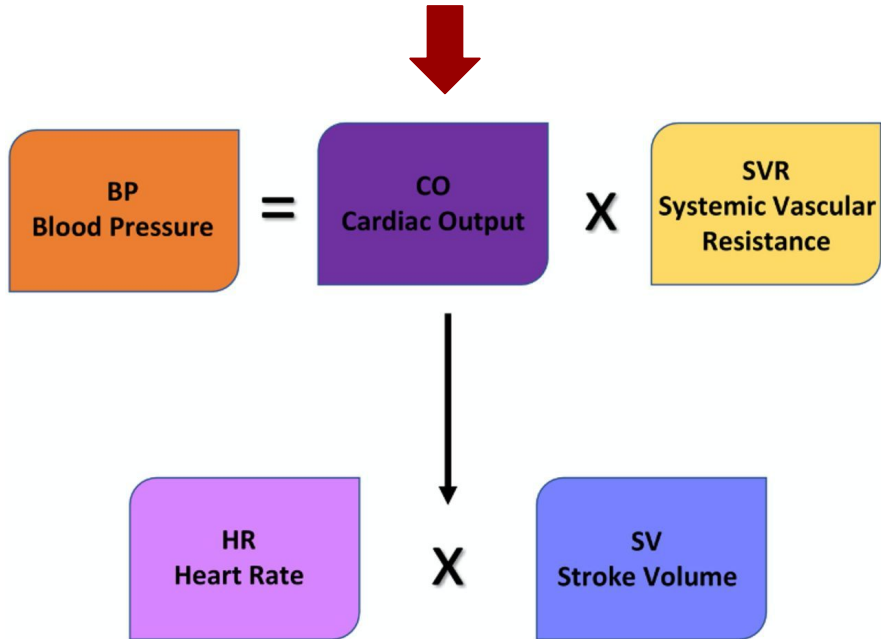 BP
Blood Pressure
=
CO
Cardiac Output
X
SVR
Systemic Vascular
Resistance
HR
Heart Rate
X
SV
Stroke Volume